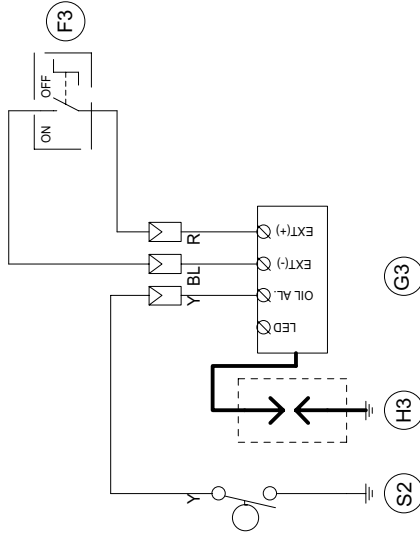 F3
ON
OFF
R
BL
Y
EXT(+)
EXT(-)
OIL AL.
LED
G3
H3
Y
S2